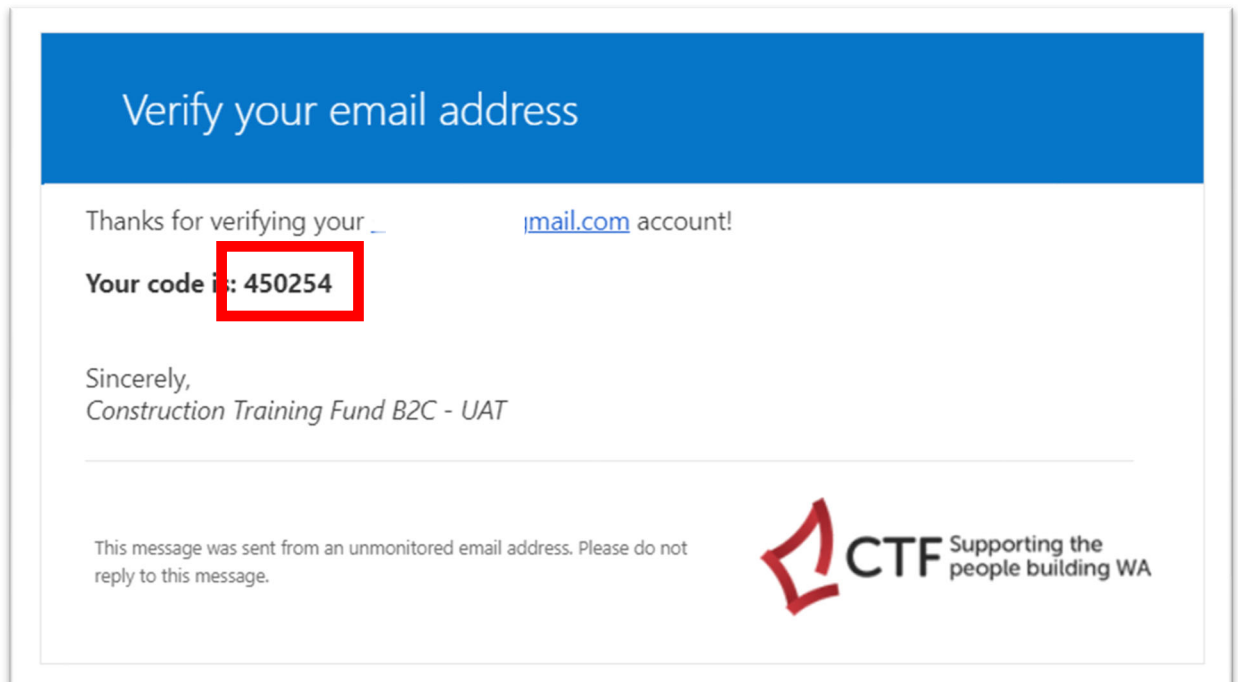 Verify your email address
Thanks for verifying your mail.com account!
Your code is: 450254
Sincerely,
Construction Training Fund B2C - UAT
This message was sent from an unmonitored email address. Please do not
reply to this message.
CTF Supporting the
people building WA